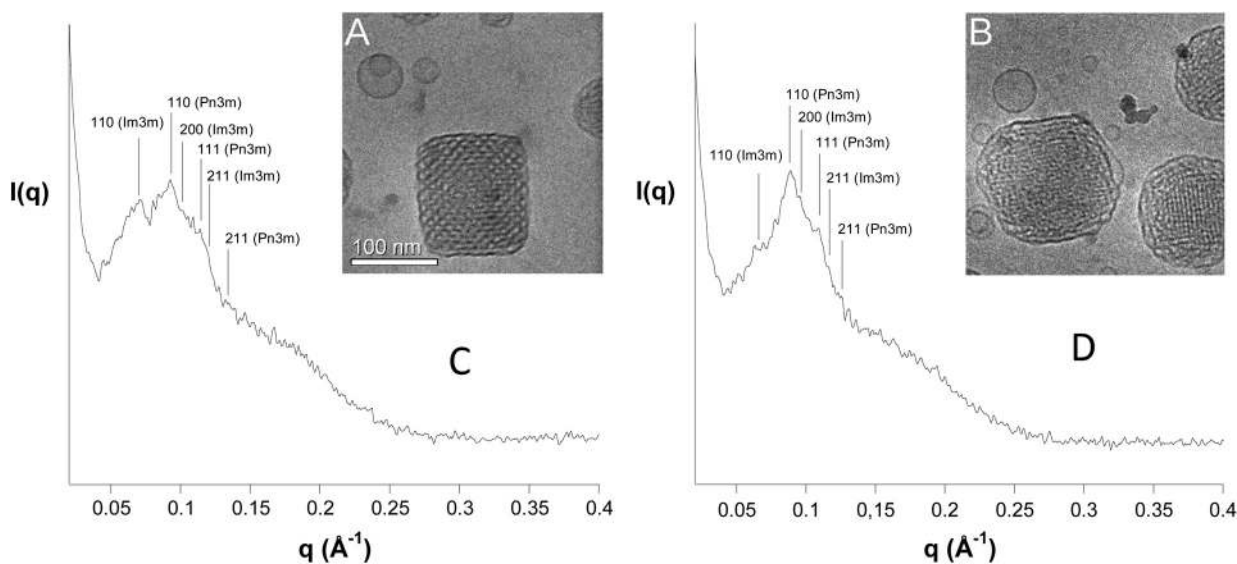 A
110 (Pn3m)
110 (Im3m)
200 (Im3m)
111 (Pn3m)
211 (Im3m)
211 (Pn3m)
100 nm
I(q)
C
0.05 0.1 0.15 0.2 0.25 0.3 0.35 0.4
q (Å⁻¹)
B
110 (Pn3m)
200 (Im3m)
110 (Im3m)
111 (Pn3m)
211 (Im3m)
211 (Pn3m)
I(q)
D
0.05 0.1 0,15 0.2 0.25 0.3 0.35 0.4
q (Å⁻¹)